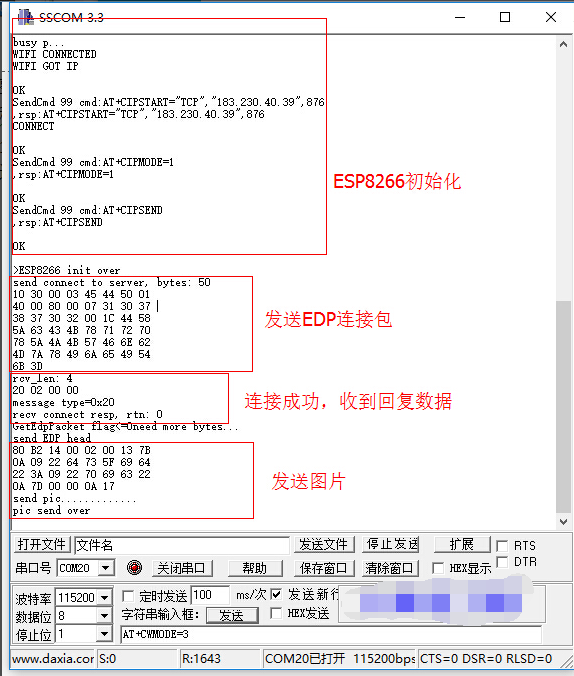 SSCOM 3.3
busy p...
WIFI CONNECTED
WIFI GOT IP
OK
SendCmd 99 cmd:AT+CIPSTART="TCP","183.230.40.39",876
,rsp:AT+CIPSTART="TCP","183.230.40.39",876
CONNECT
OK
SendCmd 99 cmd:AT+CIPMODE=1
,rsp:AT+CIPMODE=1
ESP8266初始化
OK
SendCmd 99 cmd:AT+CIPSEND
,rsp:AT+CIPSEND
OK
>ESP8266 init over
send connect to server, bytes: 50
10 30 00 03 45 44 50 01
40 00 80 00 07 31 30 37
38 37 30 32 00 1C 44 58
发送EDP连接包
5A 63 43 4B 78 71 72 70
78 5A 4A 4B 57 46 6E 62
4D 7A 78 49 6A 65 49 54
6B 3D
rcv_len: 4
20 02 00 00
message type=0x20
连接成功，收到回复数据
recv connect resp, rtn: 0
GetEdpPacket flag<=0need more bytes...
send EDP head
80 B2 14 00 02 00 13 7B
0A 09 22 64 73 5F 69 64
22 3A 09 22 70 69 63 22
发送图片
0A 7D 00 00 0A 17
send pic.............
pic send over
打开文件 文件名 发送文件 停止发送 扩展 RTS
串口号 COM20 关闭串口 帮助 保存窗口 清除窗口 HEX显示 DTR
波特率 115200 定时发送 100 ms/次 发送新行
数据位 8 字符串输入框: 发送 HEX发送
停止位 1 AT+CWMODE=3
www.daxia.cor S:0 R:1643 COM20已打开 115200bps CTS=0 DSR=0 RLSD=0